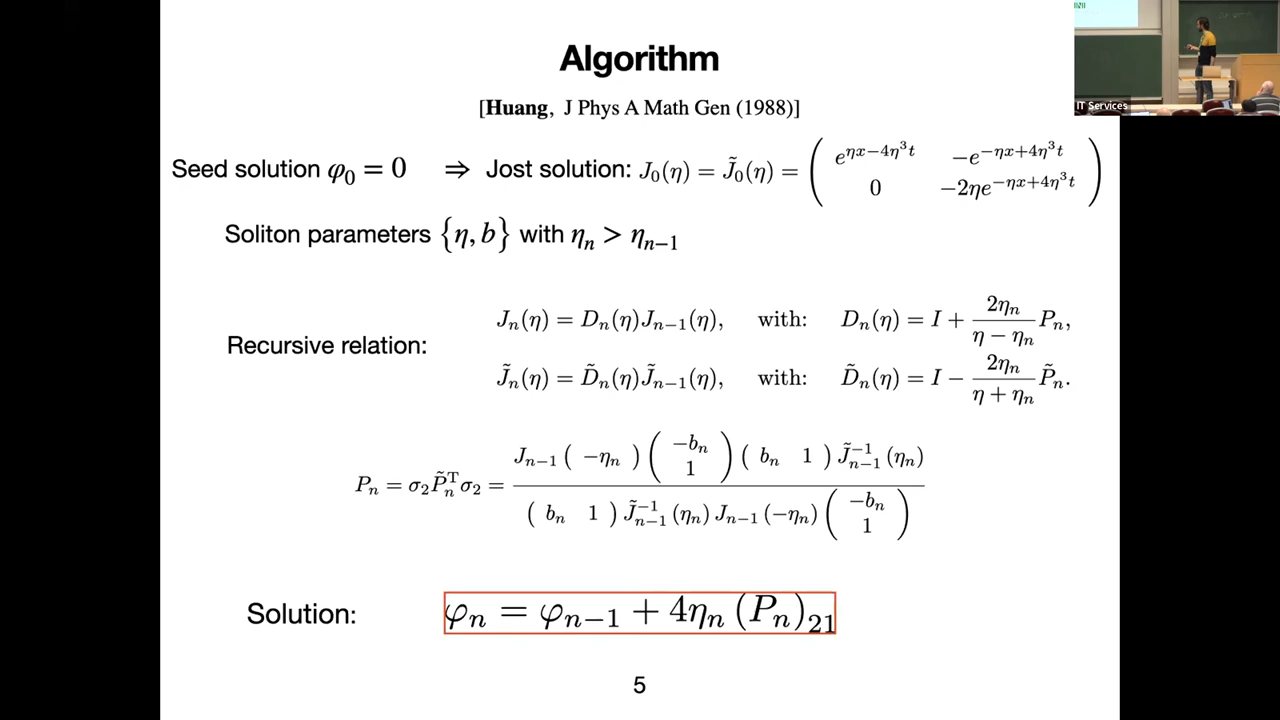 Algorithm
[Huang, J Phys A Math Gen (1988)]
IT Services
Seed solution φ₀ = 0 ⇒ Jost solution: J₀(η) = J̃₀(η) = ( e^{ηx−4η³t} −e^{−ηx+4η³t} ; 0 −2ηe^{−ηx+4η³t} )
Soliton parameters {η, b} with ηₙ > ηₙ₋₁
Recursive relation:
Jₙ(η) = Dₙ(η)Jₙ₋₁(η), with: Dₙ(η) = I + \frac{2ηₙ}{η − ηₙ} Pₙ,
J̃ₙ(η) = D̃ₙ(η)J̃ₙ₋₁(η), with: D̃ₙ(η) = I − \frac{2ηₙ}{η + ηₙ} P̃ₙ.
Pₙ = σ₂P̃ₙᵀσ₂ = \frac{Jₙ₋₁ ( −ηₙ ) ( −bₙ ; 1 ) ( bₙ 1 ) J̃ₙ₋₁⁻¹ (ηₙ)}{( bₙ 1 ) J̃ₙ₋₁⁻¹ (ηₙ) Jₙ₋₁ (−ηₙ) ( −bₙ ; 1 )}
Solution: φₙ = φₙ₋₁ + 4ηₙ (Pₙ)₂₁
5